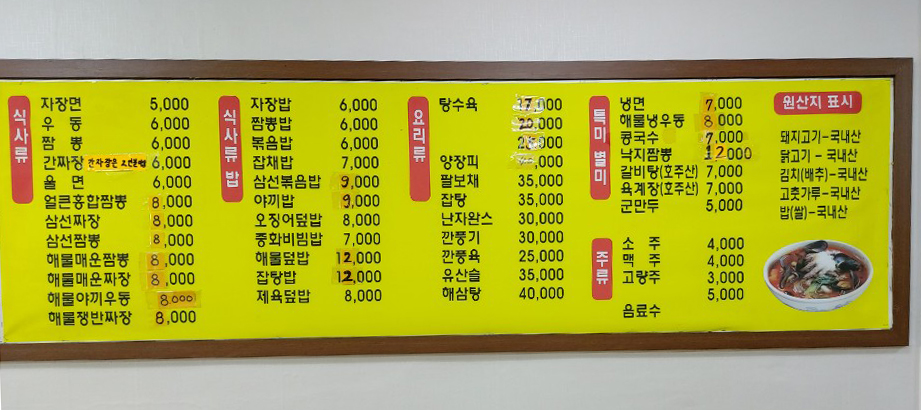 식사류
자장면 5,000
우동 6,000
짬뽕 6,000
간짜장 6,000
울면 6,000
얼큰홍합짬뽕 8,000
삼선짜장 8,000
삼선짬뽕 8,000
해물매운짬뽕 8,000
해물매운짜장 8,000
해물야끼우동 8,000
해물쟁반짜장 8,000
식사류 밥
자장밥 6,000
짬뽕밥 6,000
볶음밥 6,000
잡채밥 7,000
삼선볶음밥 9,000
야끼밥 9,000
오징어덮밥 8,000
중화비빔밥 7,000
해물덮밥 12,000
잡탕밥 12,000
제육덮밥 8,000
요리류
탕수육 17,000
20,000
양장피
팔보채 35,000
잡탕 35,000
난자완스 30,000
깐풍기 30,000
깐풍육 25,000
유산슬 35,000
해삼탕 40,000
특미 별미
냉면 7,000
해물냉우동 8,000
콩국수 7,000
낙지짬뽕 12,000
갈비탕(호주산) 7,000
육계장(호주산) 7,000
군만두 5,000
주류
소주 4,000
맥주 4,000
고량주 3,000
5,000
음료수
원산지 표시
돼지고기-국내산
닭고기 - 국내산
김치(배추)-국내산
고춧가루-국내산
밥(쌀)-국내산